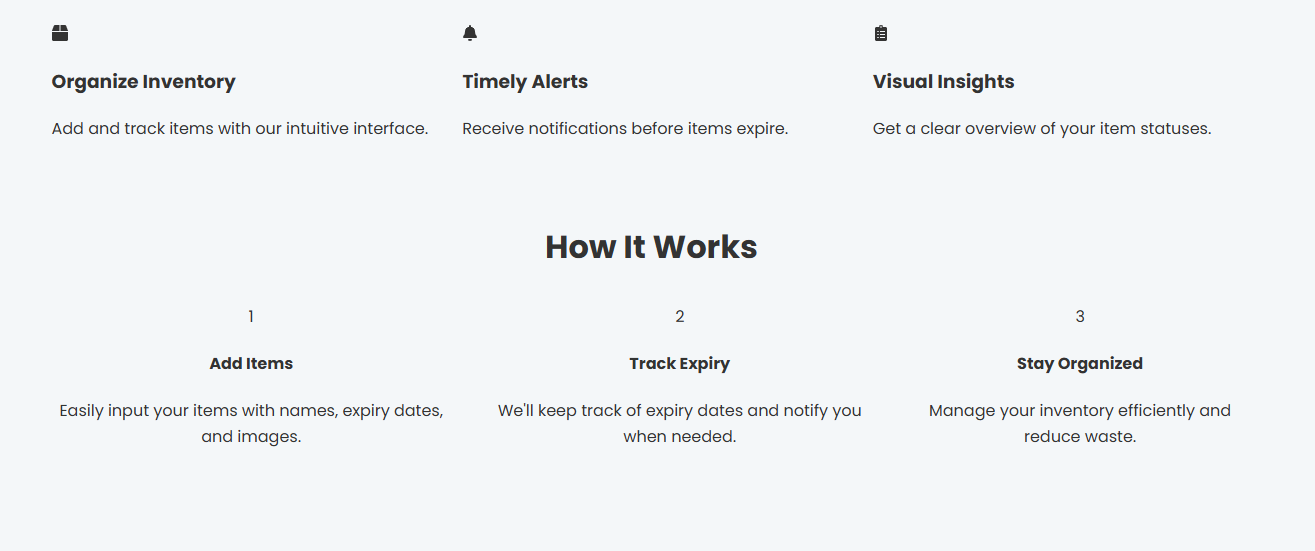 Organize Inventory
Add and track items with our intuitive interface.
Timely Alerts
Receive notifications before items expire.
Visual Insights
Get a clear overview of your item statuses.
How It Works
1
Add Items
Easily input your items with names, expiry dates,
and images.
2
Track Expiry
We'll keep track of expiry dates and notify you
when needed.
3
Stay Organized
Manage your inventory efficiently and
reduce waste.